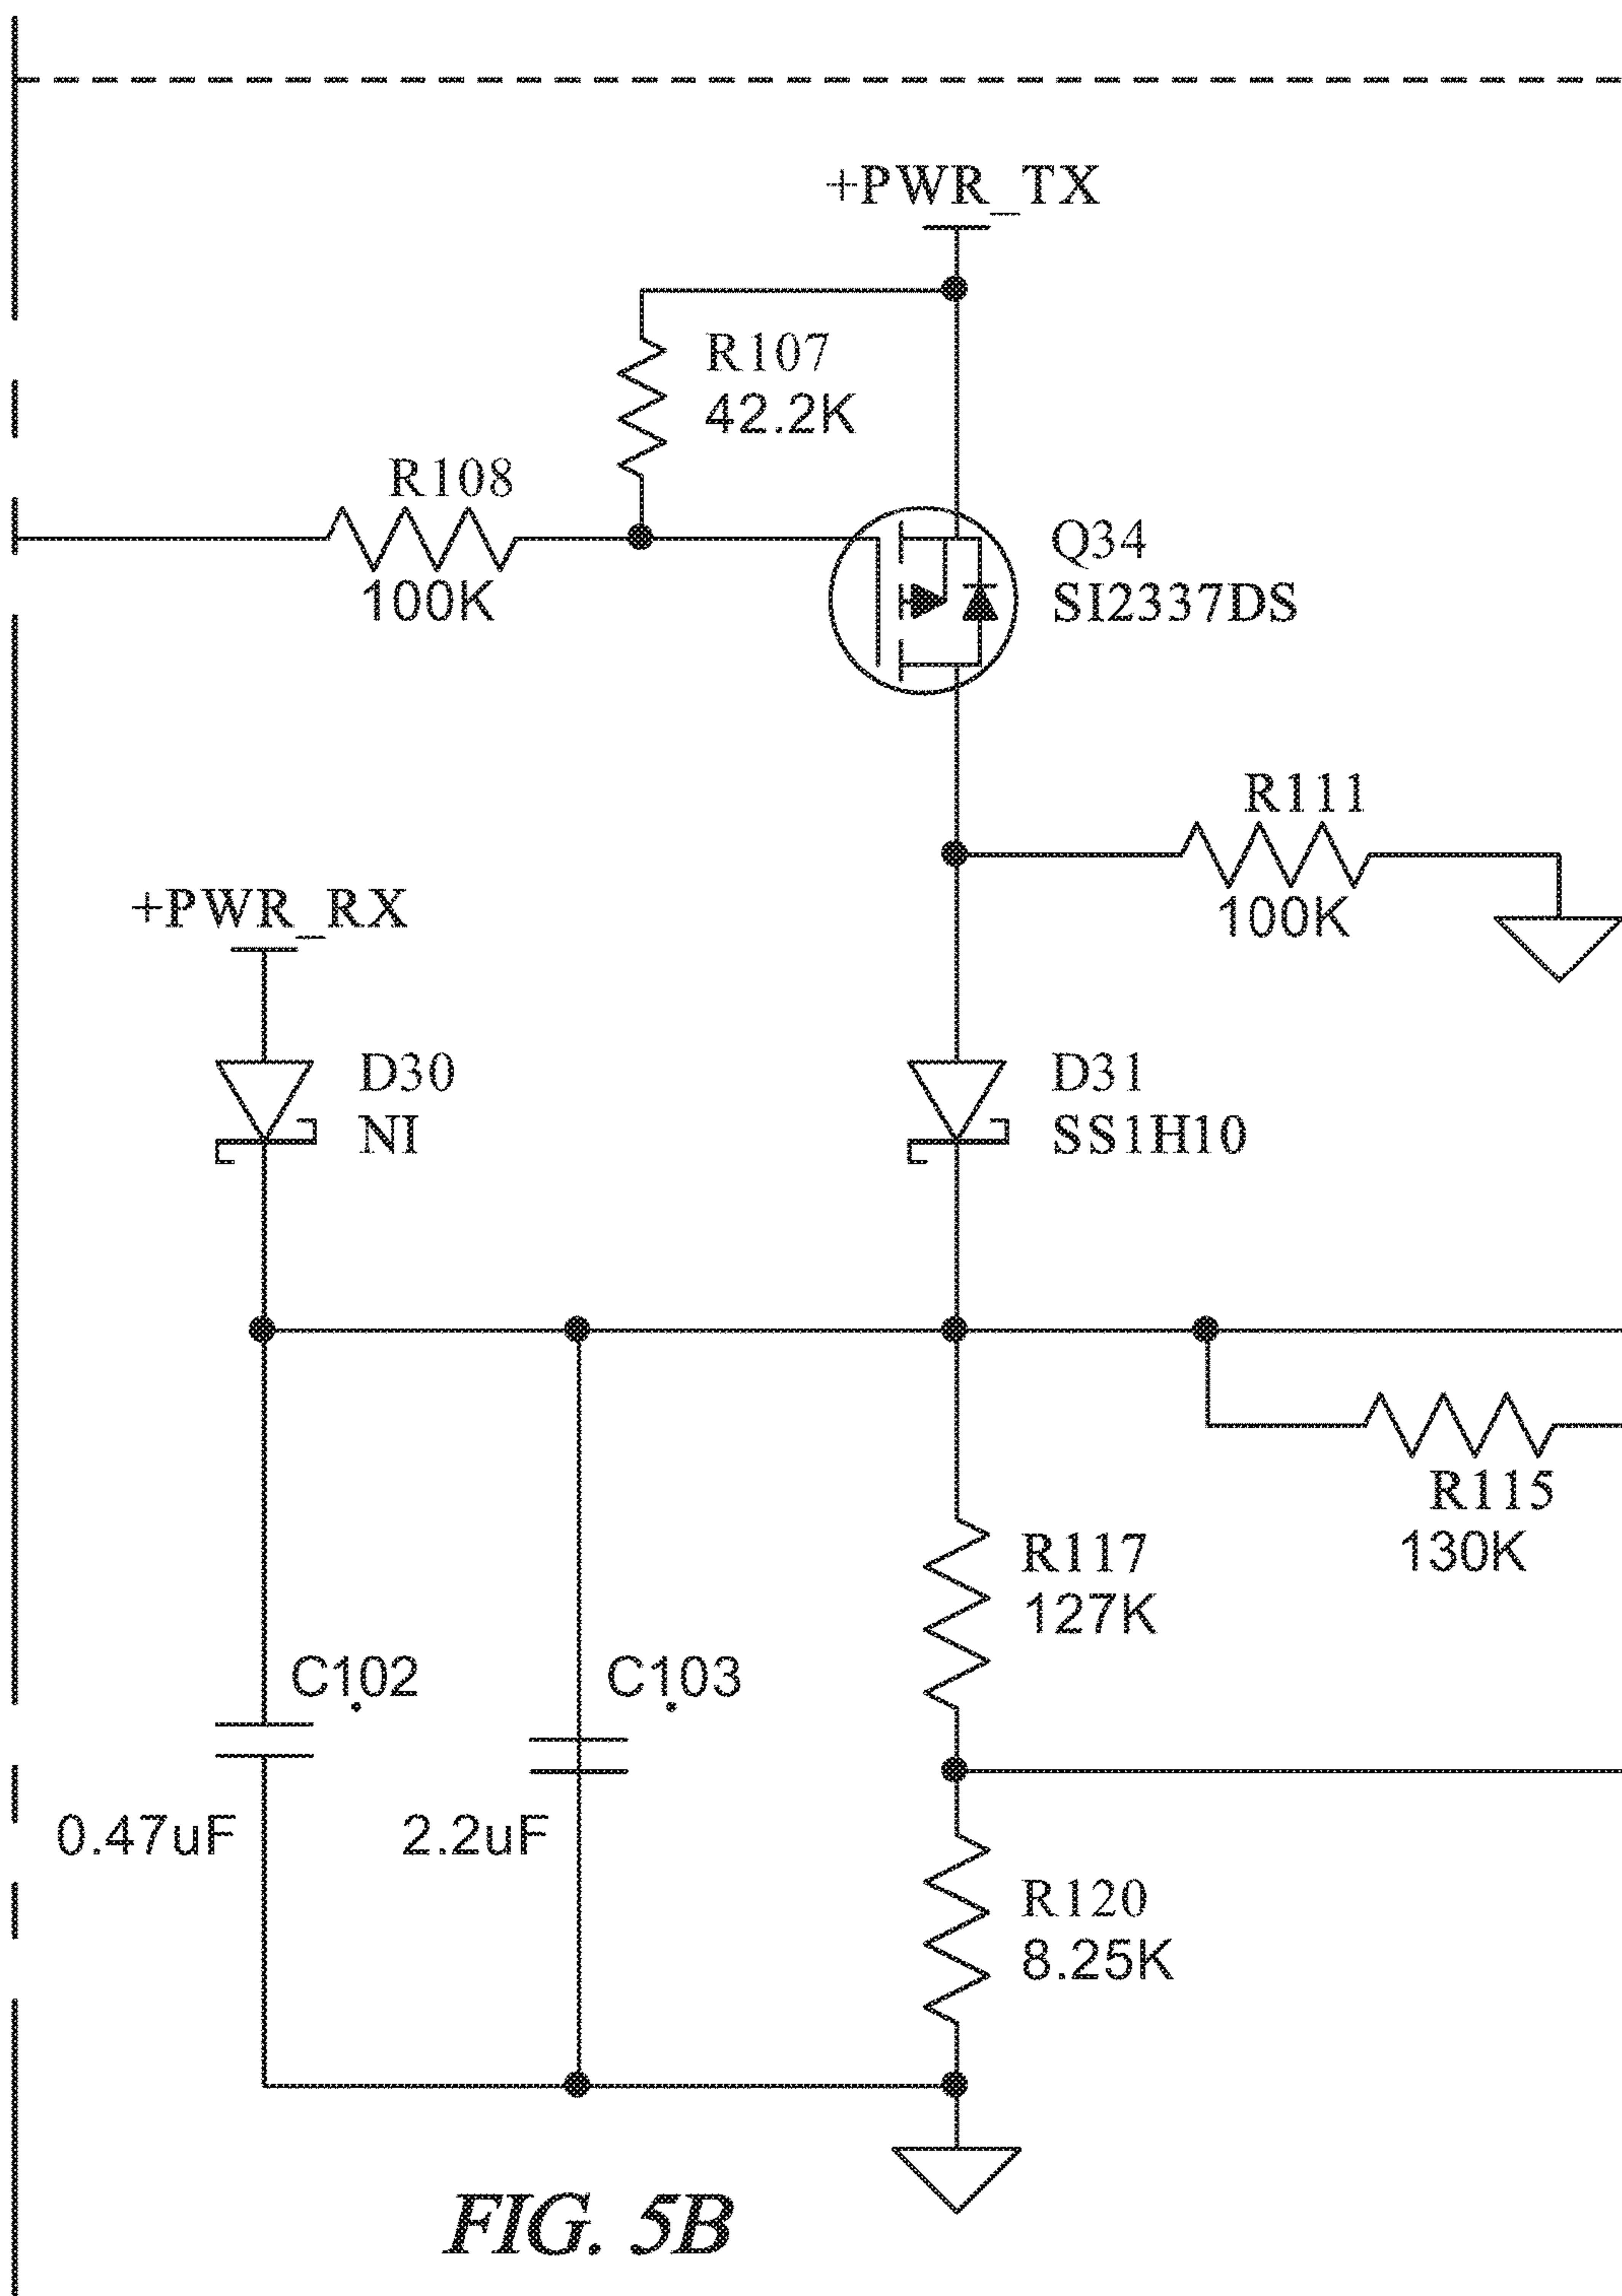 +PWR_TX
R107
42.2K
R108
100K
Q34
SI2337DS
R111
100K
+PWR_RX
D30
NI
D31
SS1H10
R115
130K
R117
127K
C102
0.47uF
C103
2.2uF
R120
8.25K
FIG. 5B